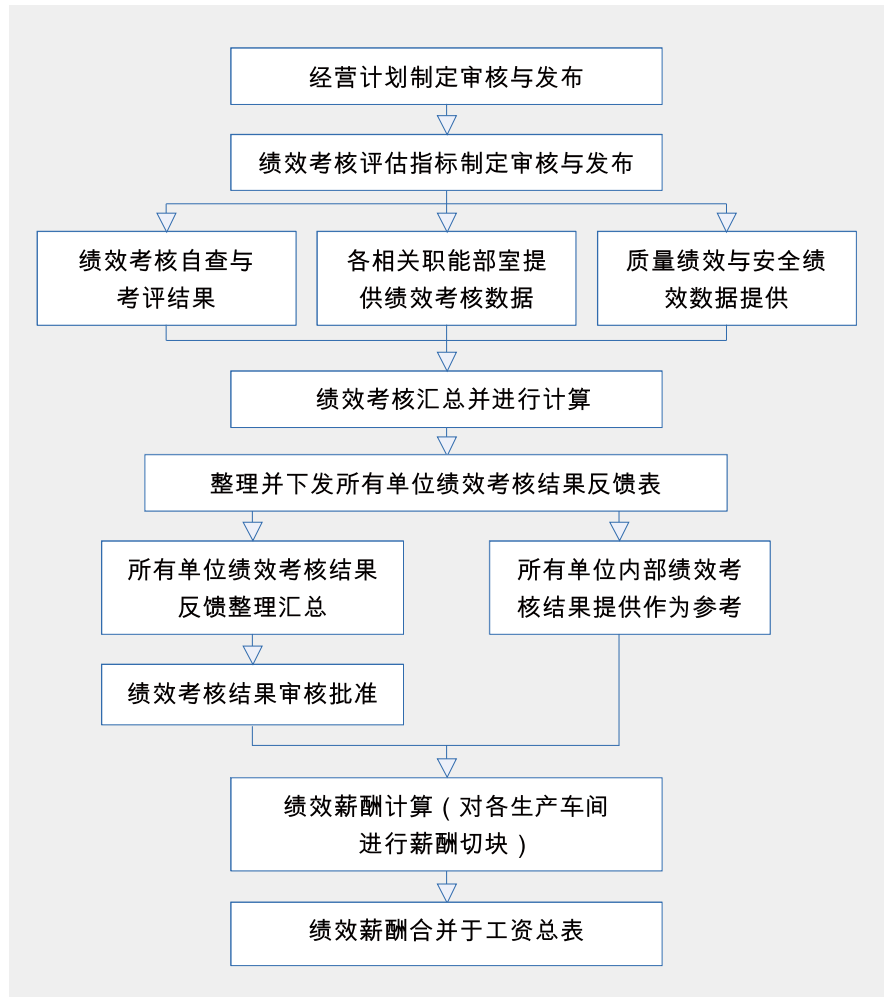 经营计划制定审核与发布
绩效考核评估指标制定审核与发布
绩效考核自查与
考评结果
各相关职能部室提
供绩效考核数据
质量绩效与安全绩
效数据提供
绩效考核汇总并进行计算
整理并下发所有单位绩效考核结果反馈表
所有单位绩效考核结果
反馈整理汇总
所有单位内部绩效考
核结果提供作为参考
绩效考核结果审核批准
绩效薪酬计算（对各生产车间
进行薪酬切块）
绩效薪酬合并于工资总表